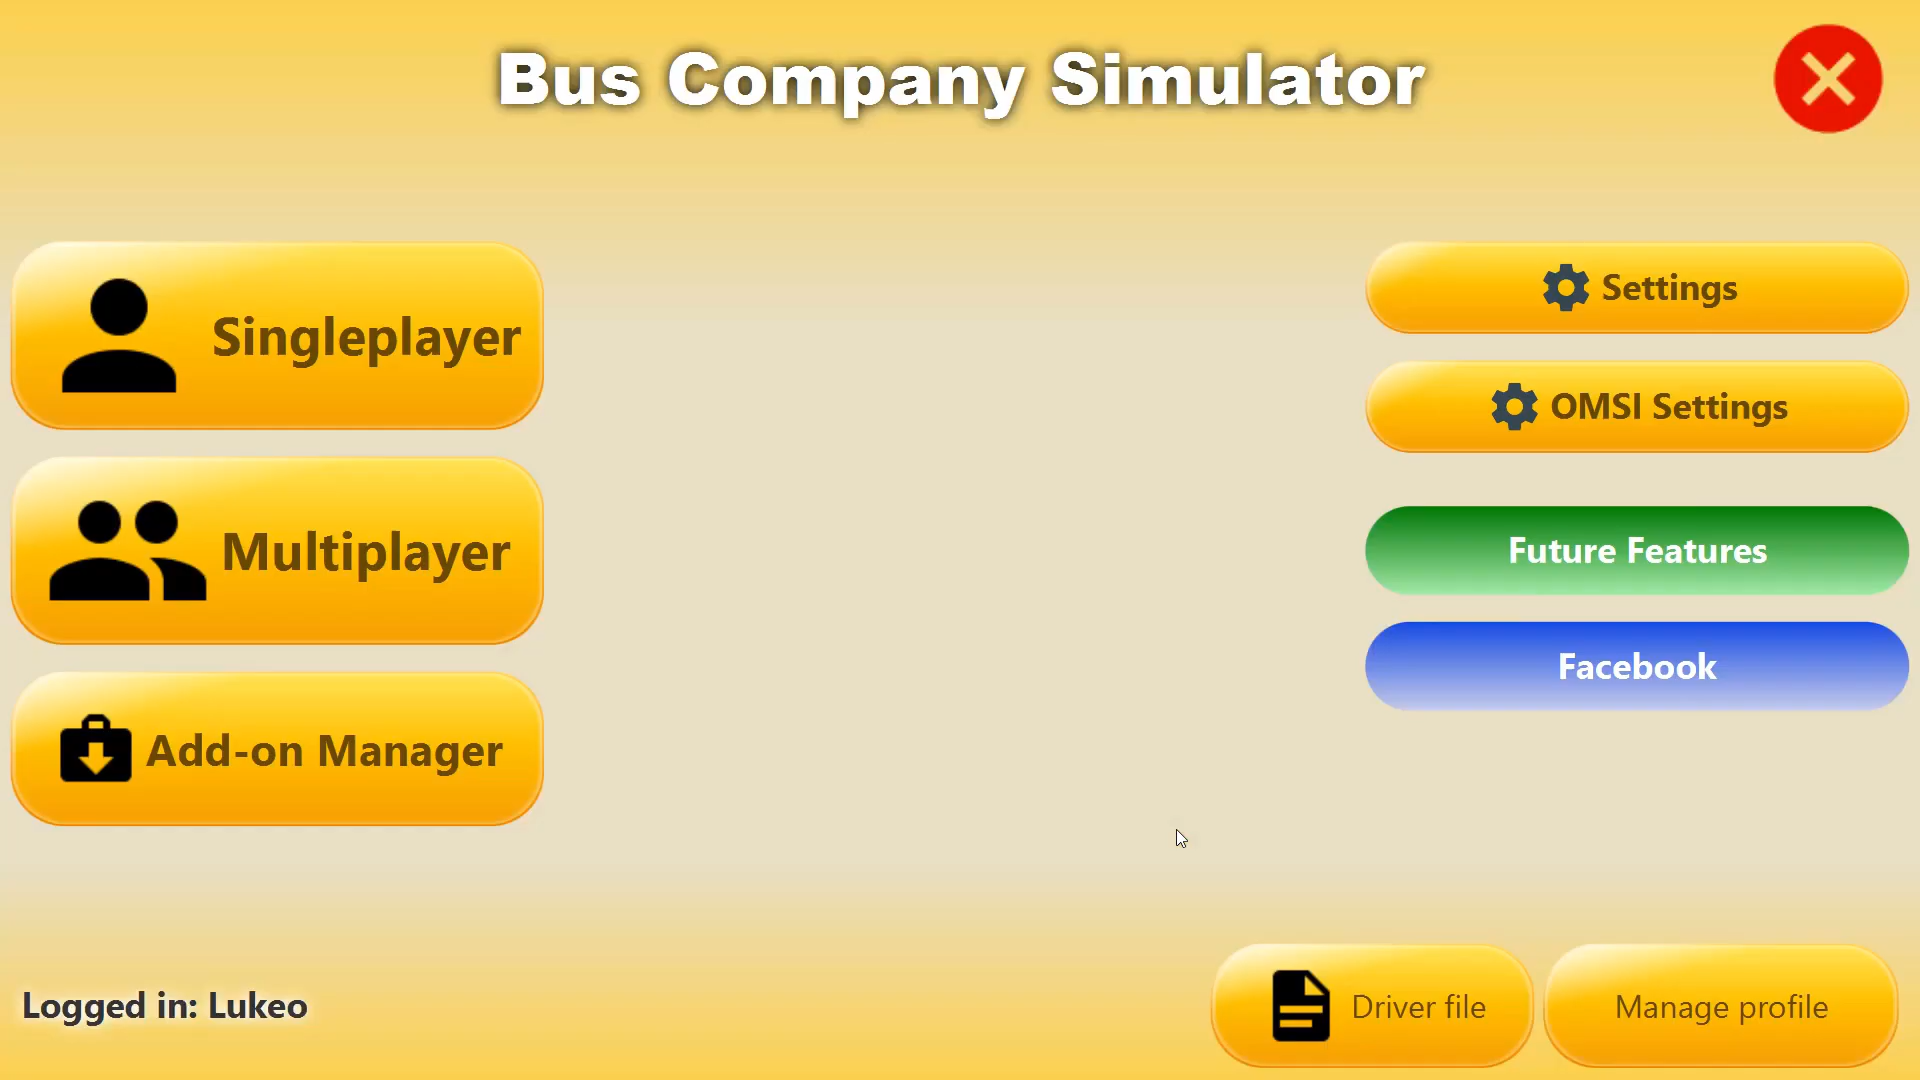 Bus Company Simulator
Singleplayer
Multiplayer
Add-on Manager
Settings
OMSI Settings
Future Features
Facebook
Logged in: Lukeo
Driver file
Manage profile